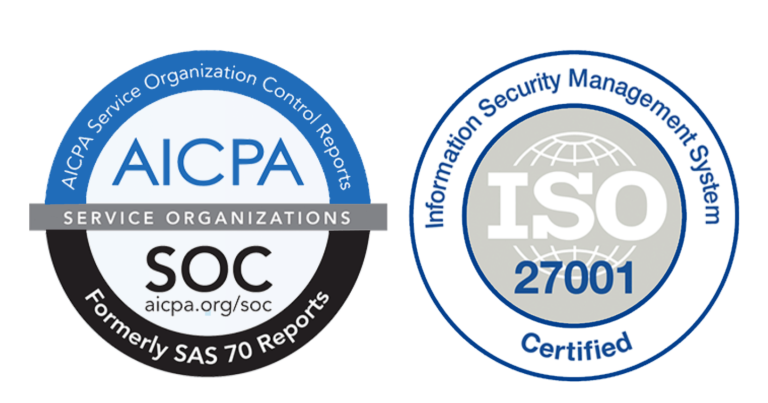 AICPA Service Organization Control Reports
AICPA
SERVICE ORGANIZATIONS
SOC
aicpa.org/soc
Formerly SAS 70 Reports
Information Security Management System
ISO
27001
Certified